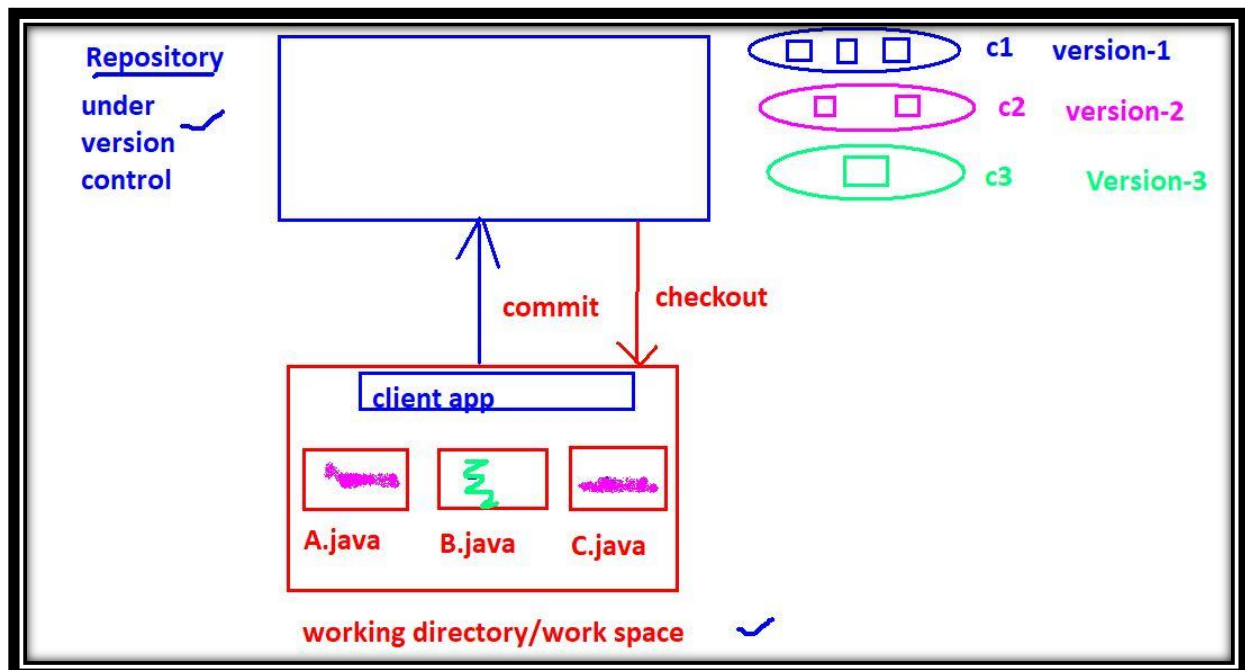 Repository
under
version
control
c1 version-1
c2 version-2
c3 Version-3
commit
checkout
client app
A.java B.java C.java
working directory/work space